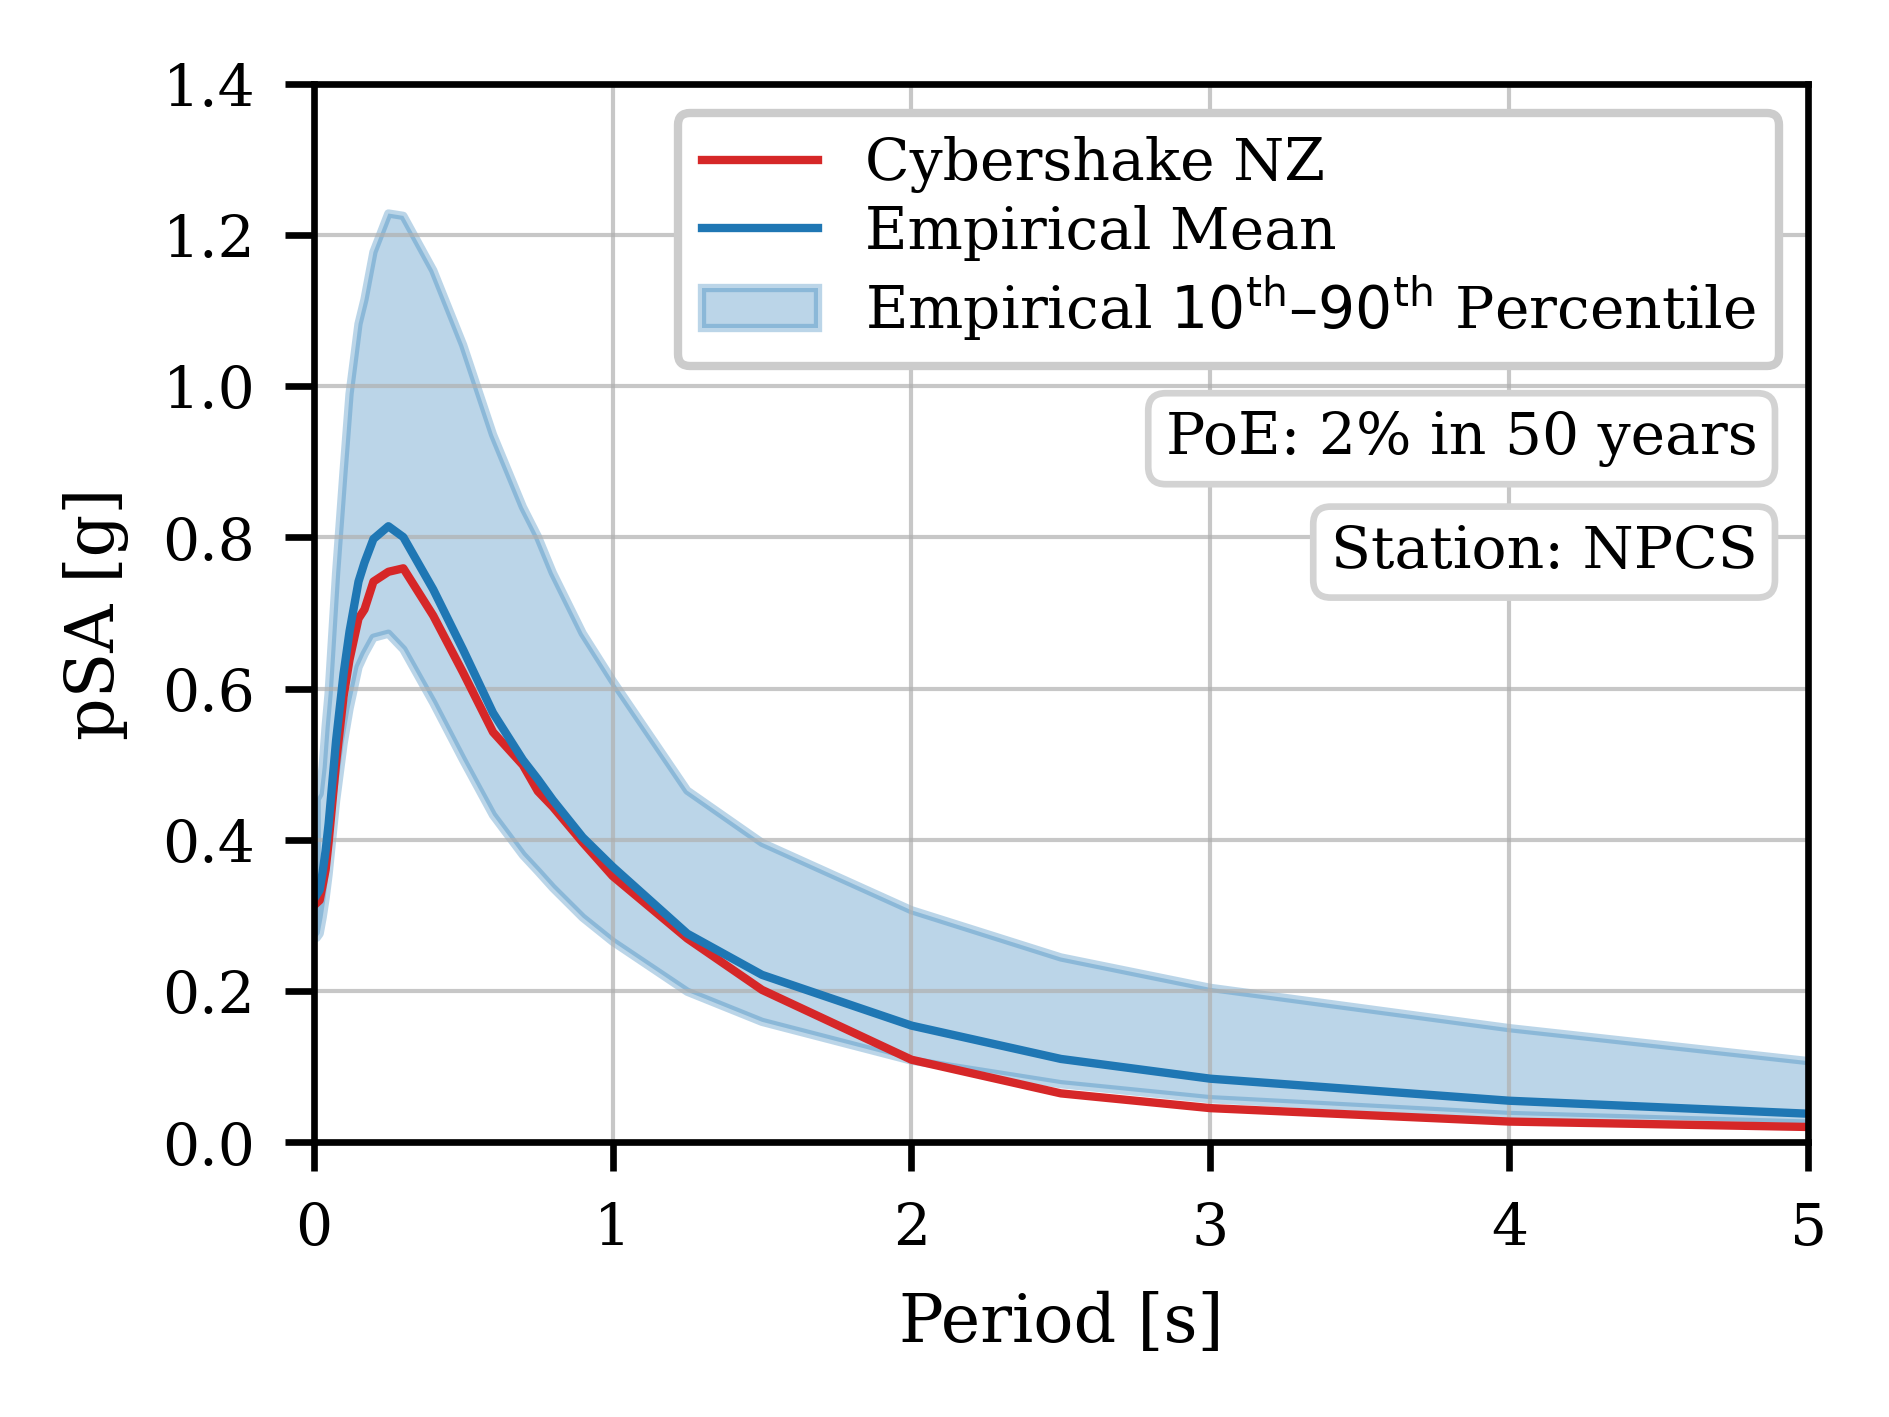 1.4
1.2
1.0
0.8
0.6
0.4
0.2
0.0
pSA [g]
Cybershake NZ
Empirical Mean
Empirical 10th–90th Percentile
PoE: 2% in 50 years
Station: NPCS
0 1 2 3 4 5
Period [s]